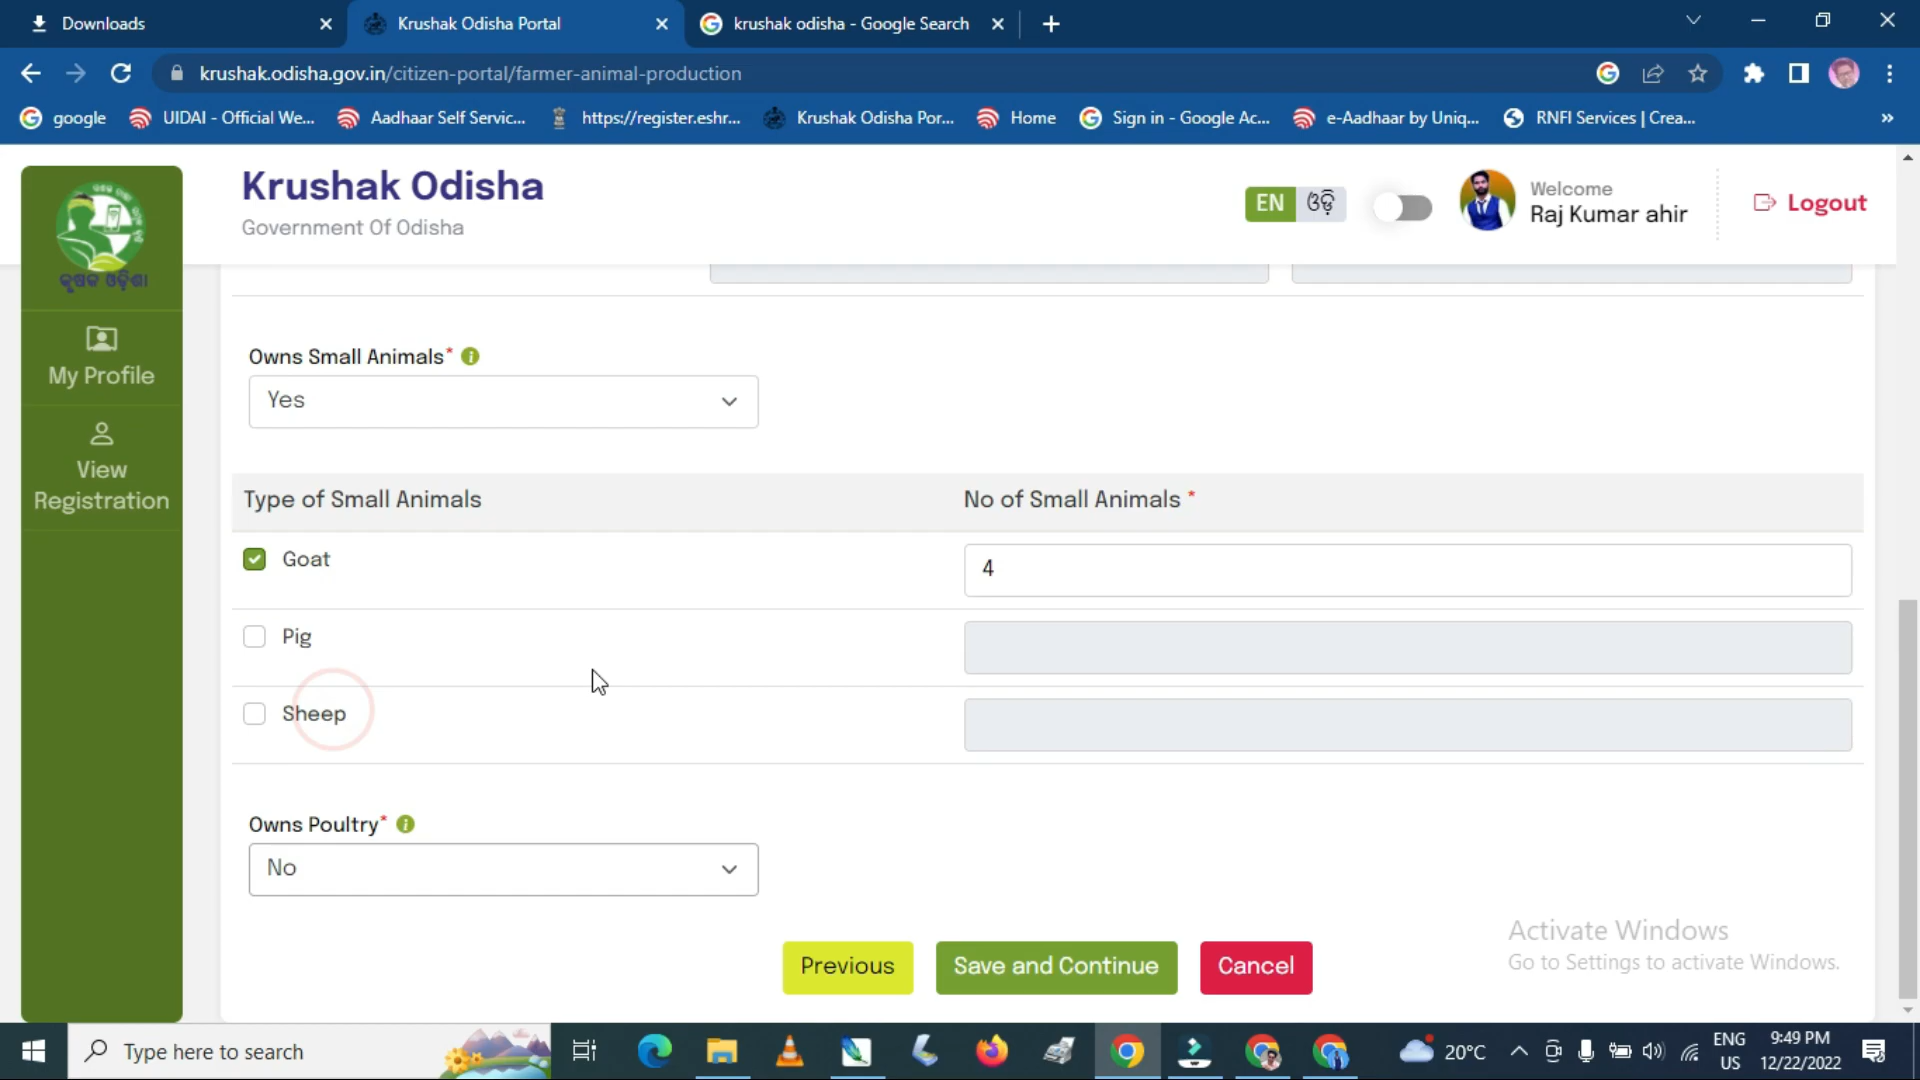 Downloads
Krushak Odisha Portal
krushak odisha - Google Search
krushak.odisha.gov.in/citizen-portal/farmer-animal-production
google
UIDAI - Official We...
Aadhaar Self Servic...
https://register.eshr...
Krushak Odisha Por...
Home
Sign in - Google Ac...
e-Aadhaar by Uniq...
RNFI Services | Crea...
»
Krushak Odisha
Government Of Odisha
EN ଓଡ଼ି
Welcome
Raj Kumar ahir
Logout
କୃଷକ ଓଡ଼ିଶା
My Profile
View
Registration
Owns Small Animals*
Yes
Type of Small Animals
No of Small Animals *
Goat
4
Pig
Sheep
Owns Poultry*
No
Previous
Save and Continue
Cancel
Activate Windows
Go to Settings to activate Windows.
Type here to search
20°C
ENG
US
9:49 PM
12/22/2022